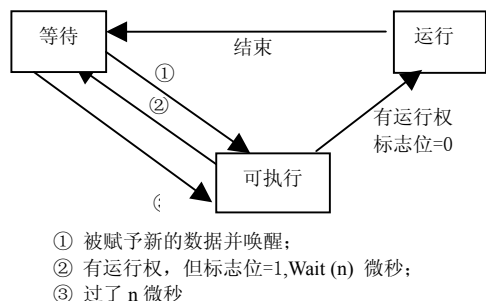 等待
运行
结束
①
②
有运行权
标志位=0
可执行
① 被赋予新的数据并唤醒；
② 有运行权，但标志位=1,Wait (n) 微秒；
③ 过了 n 微秒